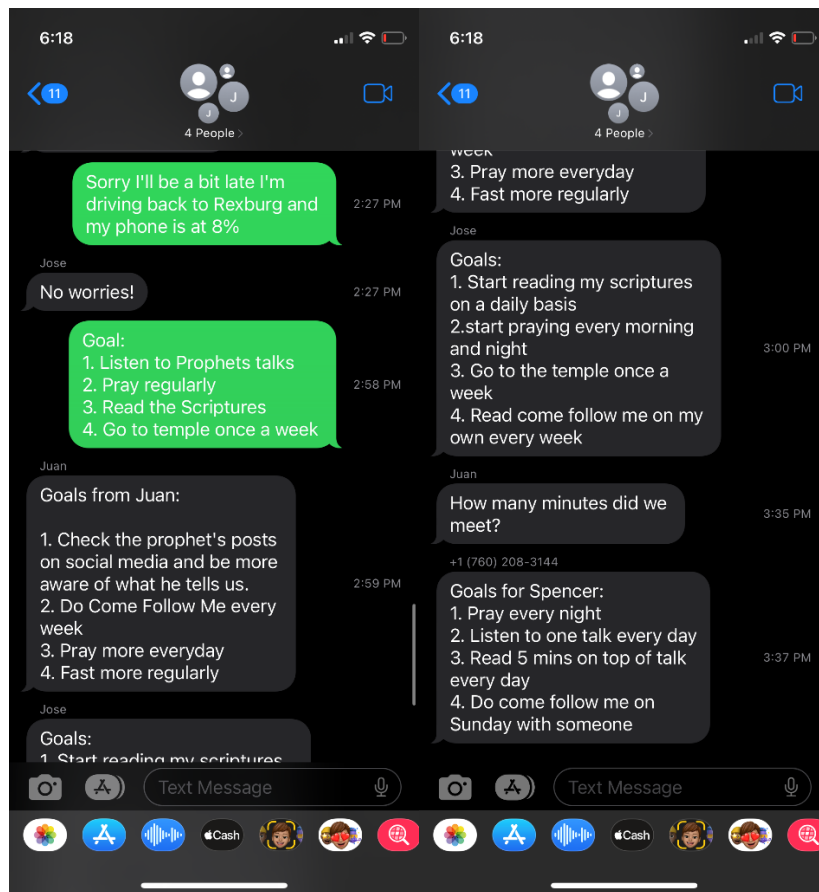 6:18
11
J
J
4 People >
Sorry I'll be a bit late I'm
driving back to Rexburg and
my phone is at 8%
2:27 PM
Jose
No worries!
2:27 PM
Goal:
1. Listen to Prophets talks
2. Pray regularly
3. Read the Scriptures
4. Go to temple once a week
2:58 PM
Juan
Goals from Juan:
1. Check the prophet's posts
on social media and be more
aware of what he tells us.
2. Do Come Follow Me every
week
3. Pray more everyday
4. Fast more regularly
2:59 PM
Jose
Goals:
1. Start reading my scriptures
Text Message
Cash
6:18
11
J
J
4 People >
week
3. Pray more everyday
4. Fast more regularly
Jose
Goals:
1. Start reading my scriptures
on a daily basis
2.start praying every morning
and night
3. Go to the temple once a
week
4. Read come follow me on my
own every week
3:00 PM
Juan
How many minutes did we
meet?
3:35 PM
+1 (760) 208-3144
Goals for Spencer:
1. Pray every night
2. Listen to one talk every day
3. Read 5 mins on top of talk
every day
4. Do come follow me on
Sunday with someone
3:37 PM
Text Message
Cash